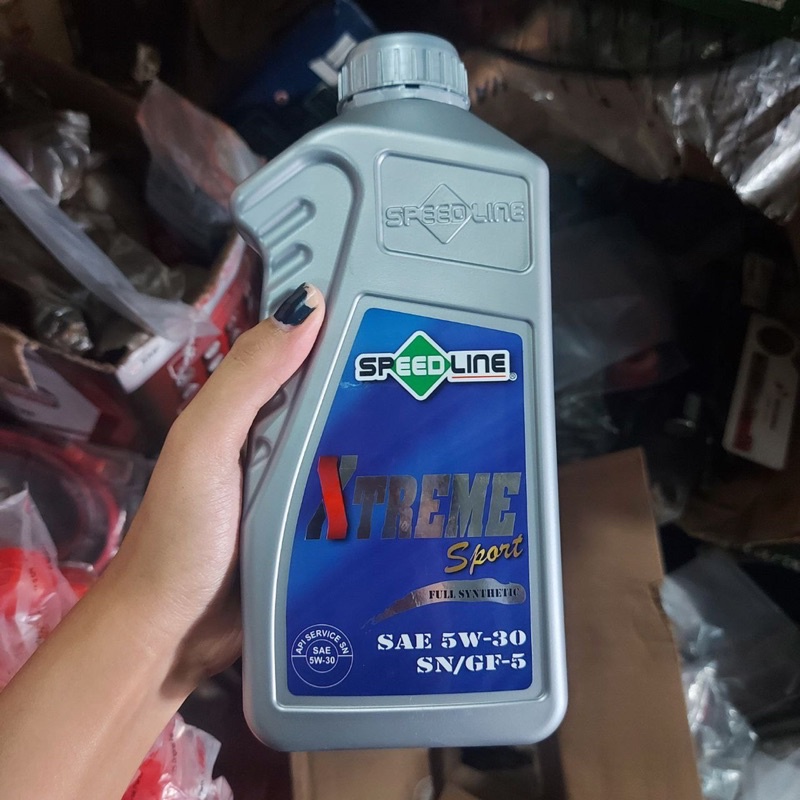 SPEEDLINE
SPEEDLINE®
XTREME
Sport
FULL SYNTHETIC
SAE 5W-30
SN/GF-5
API SERVICE SN
SAE
5W-30